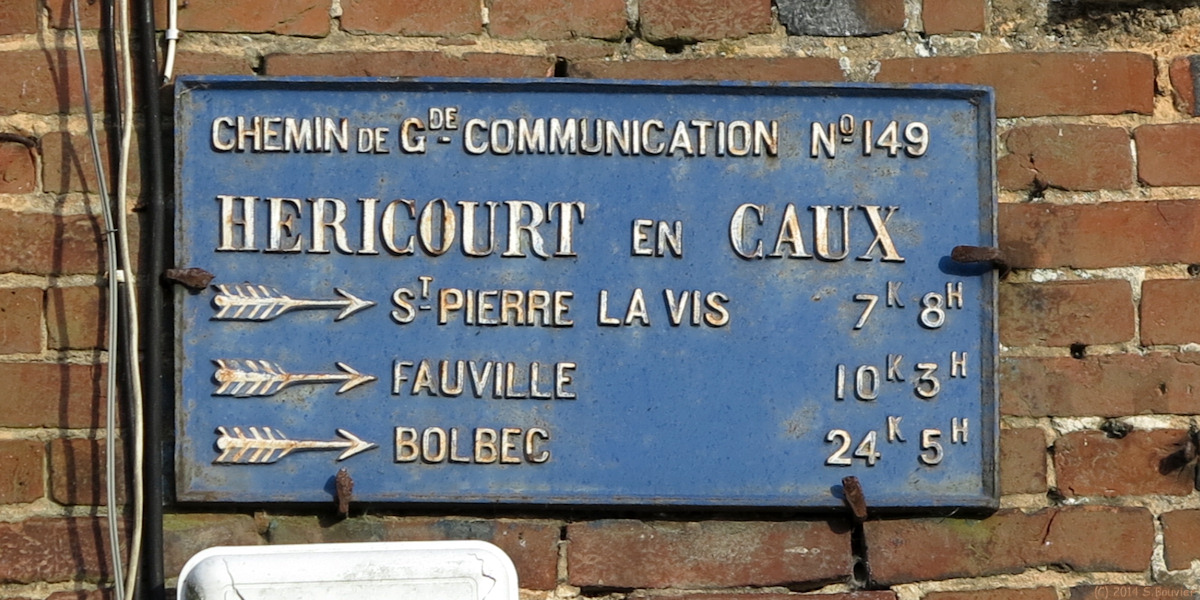 CHEMIN DE GDE COMMUNICATION Nº 149
HERICOURT EN CAUX
ST PIERRE LA VIS 7K 8H
FAUVILLE 10K 3H
BOLBEC 24K 5H
(C) 2014 S.Bouvier